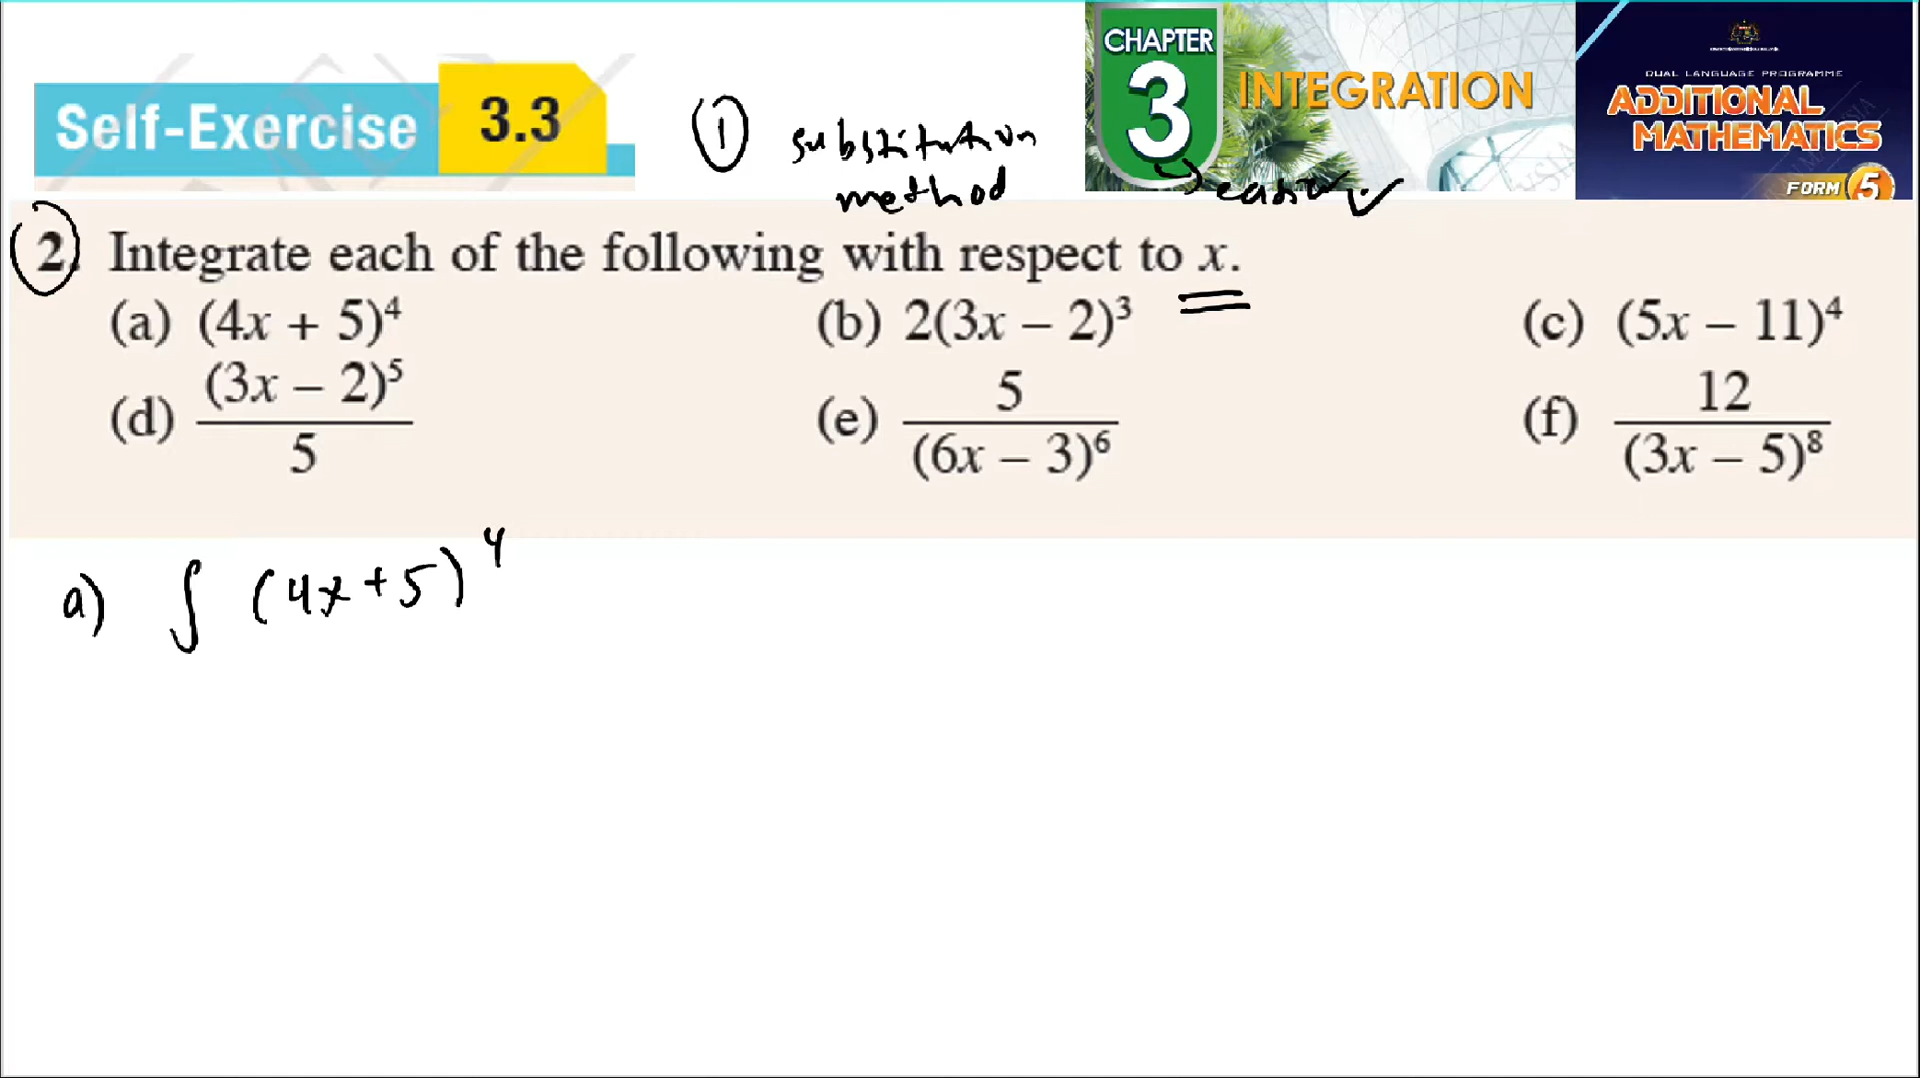 CHAPTER
3
INTEGRATION
DUAL LANGUAGE PROGRAMME
ADDITIONAL
MATHEMATICS
FORM 5
Self-Exercise 3.3
① substitution
method
easier ✓
2. Integrate each of the following with respect to x.
(a) (4x + 5)⁴ (b) 2(3x – 2)³ (c) (5x – 11)⁴
(d) (3x – 2)⁵ / 5 (e) 5 / (6x – 3)⁶ (f) 12 / (3x – 5)⁸
a) ∫ (4x+5)⁴